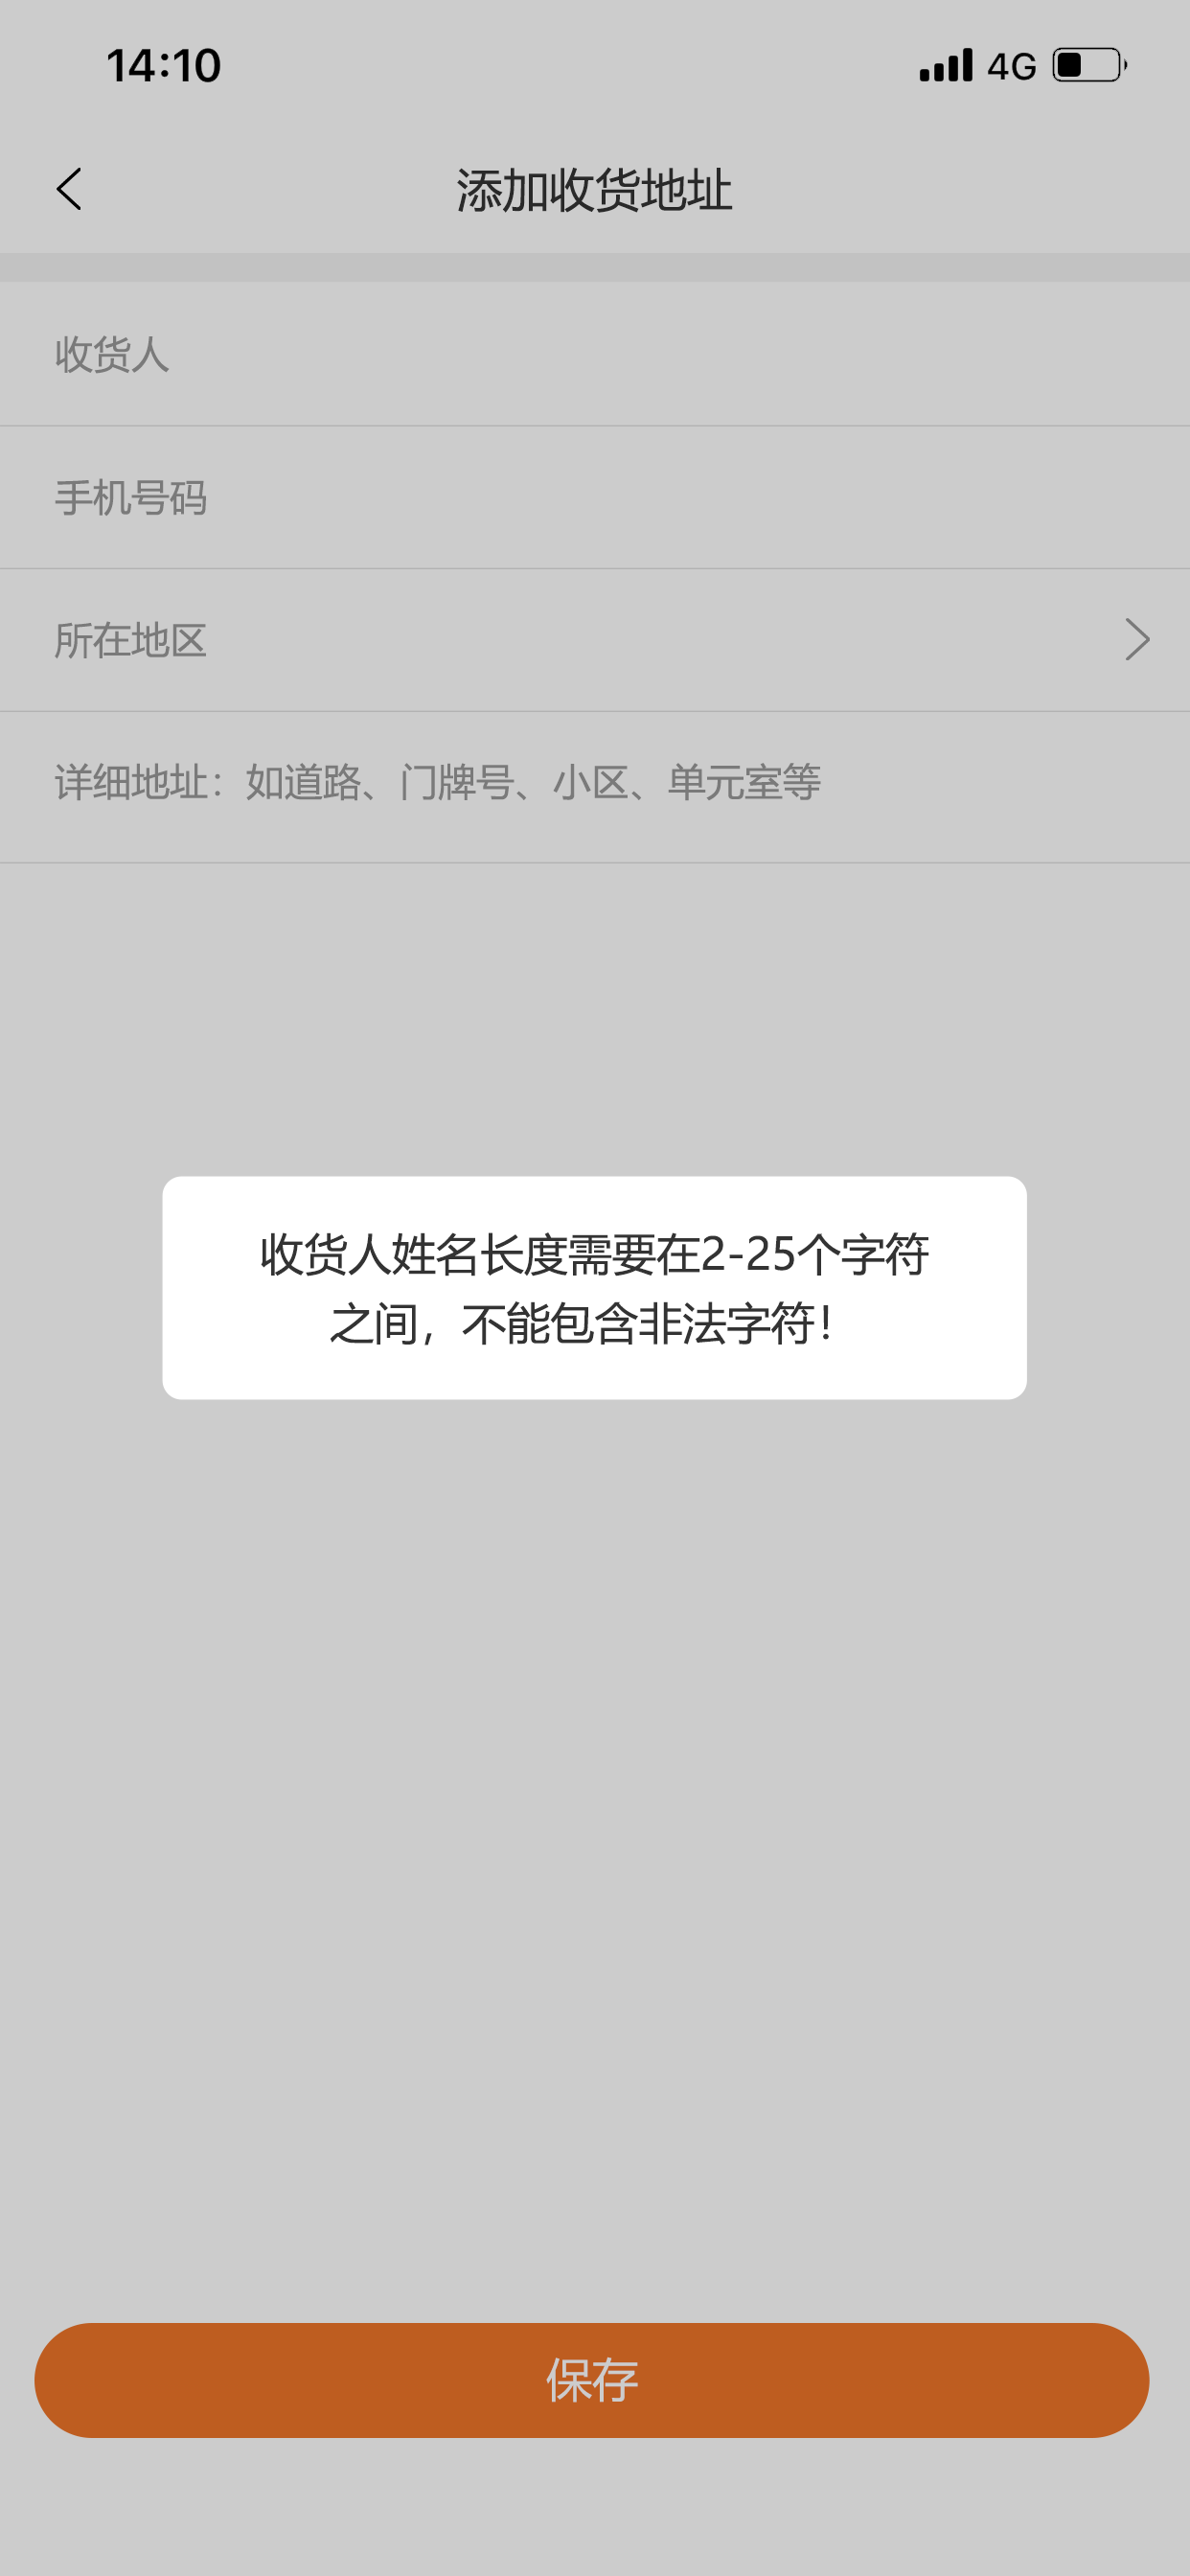 14:10
4G
添加收货地址
收货人
手机号码
所在地区
详细地址：如道路、门牌号、小区、单元室等
收货人姓名长度需要在2-25个字符
之间，不能包含非法字符！
保存